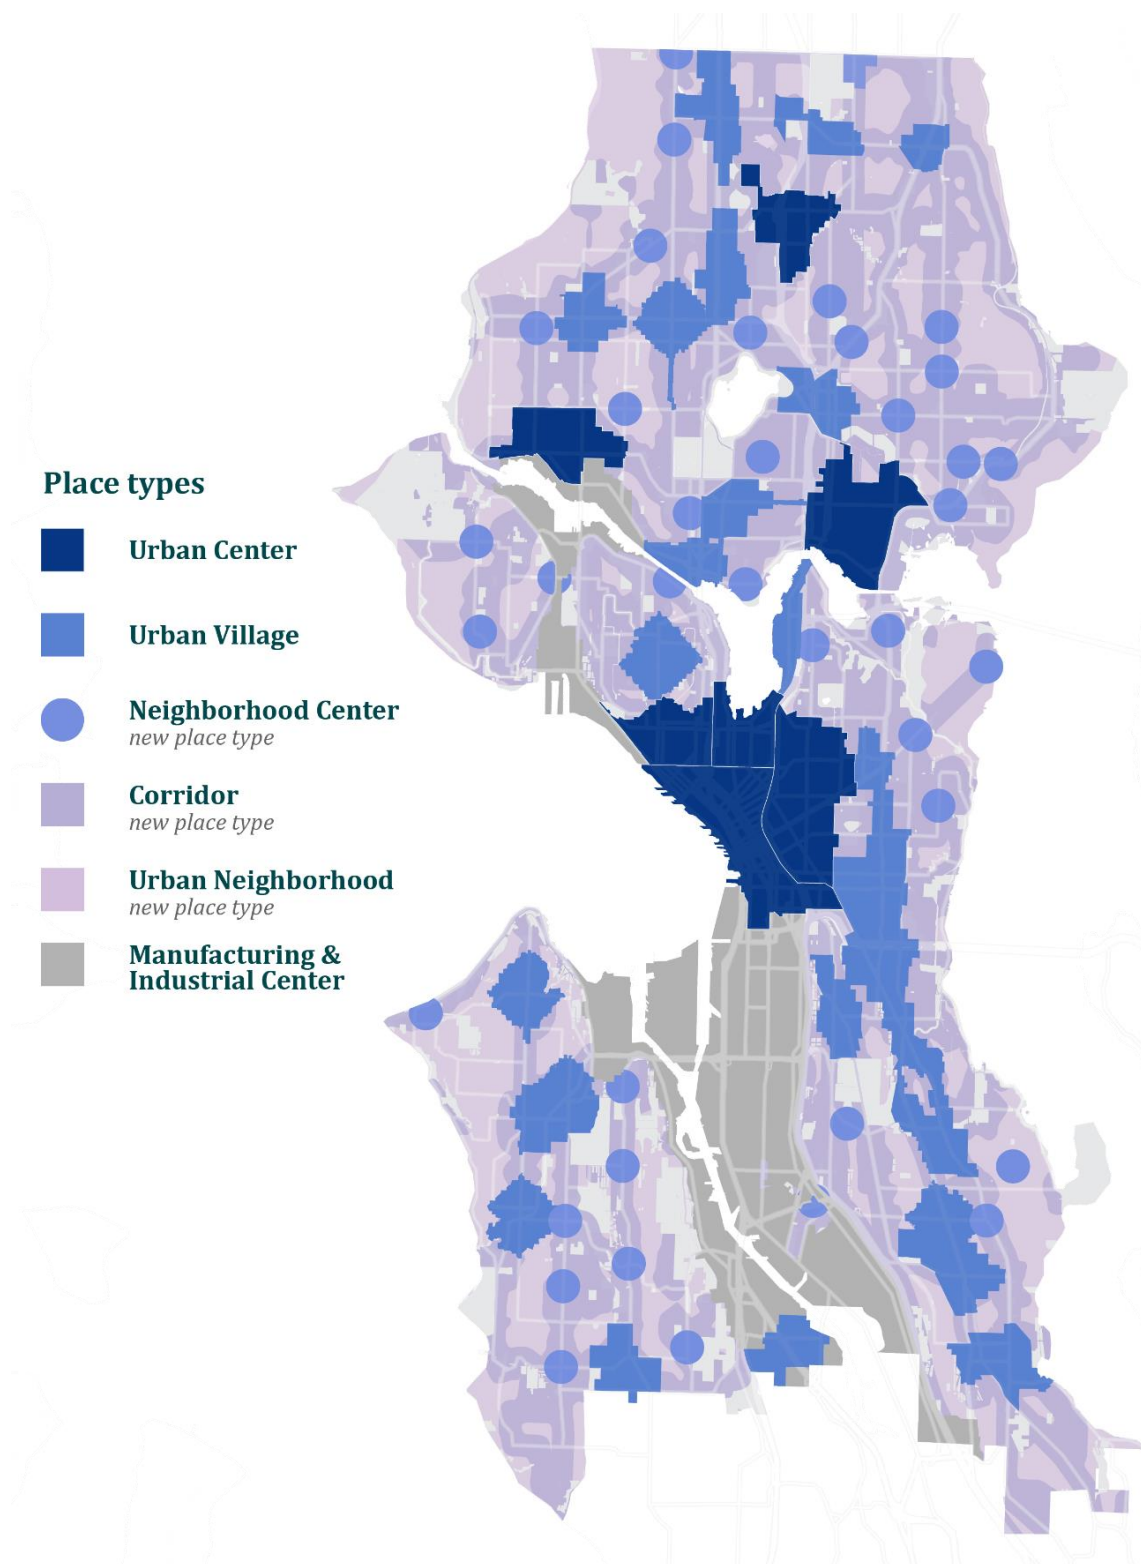 Place types
Urban Center
Urban Village
Neighborhood Center
new place type
Corridor
new place type
Urban Neighborhood
new place type
Manufacturing &
Industrial Center